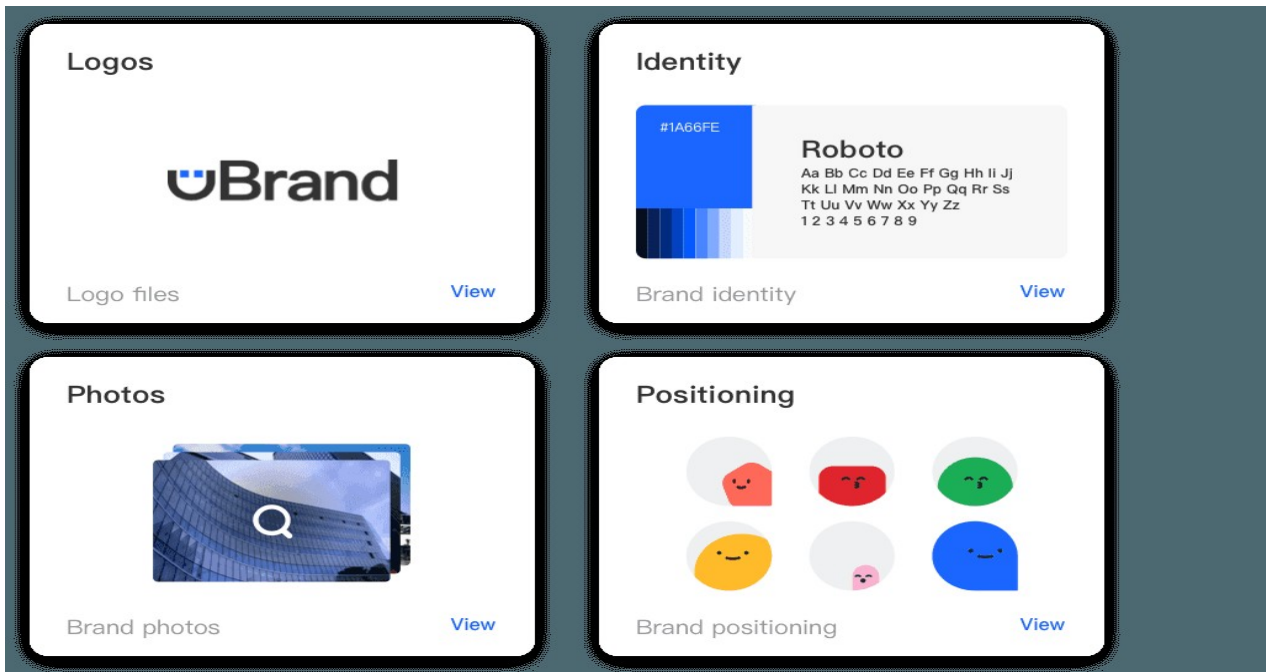 Logos
uBrand
Logo files
View
Identity
#1A66FE
Roboto
Aa Bb Cc Dd Ee Ff Gg Hh Ii Jj
Kk Ll Mm Nn Oo Pp Qq Rr Ss
Tt Uu Vv Ww Xx Yy Zz
1 2 3 4 5 6 7 8 9
Brand identity
View
Photos
Brand photos
View
Positioning
Brand positioning
View